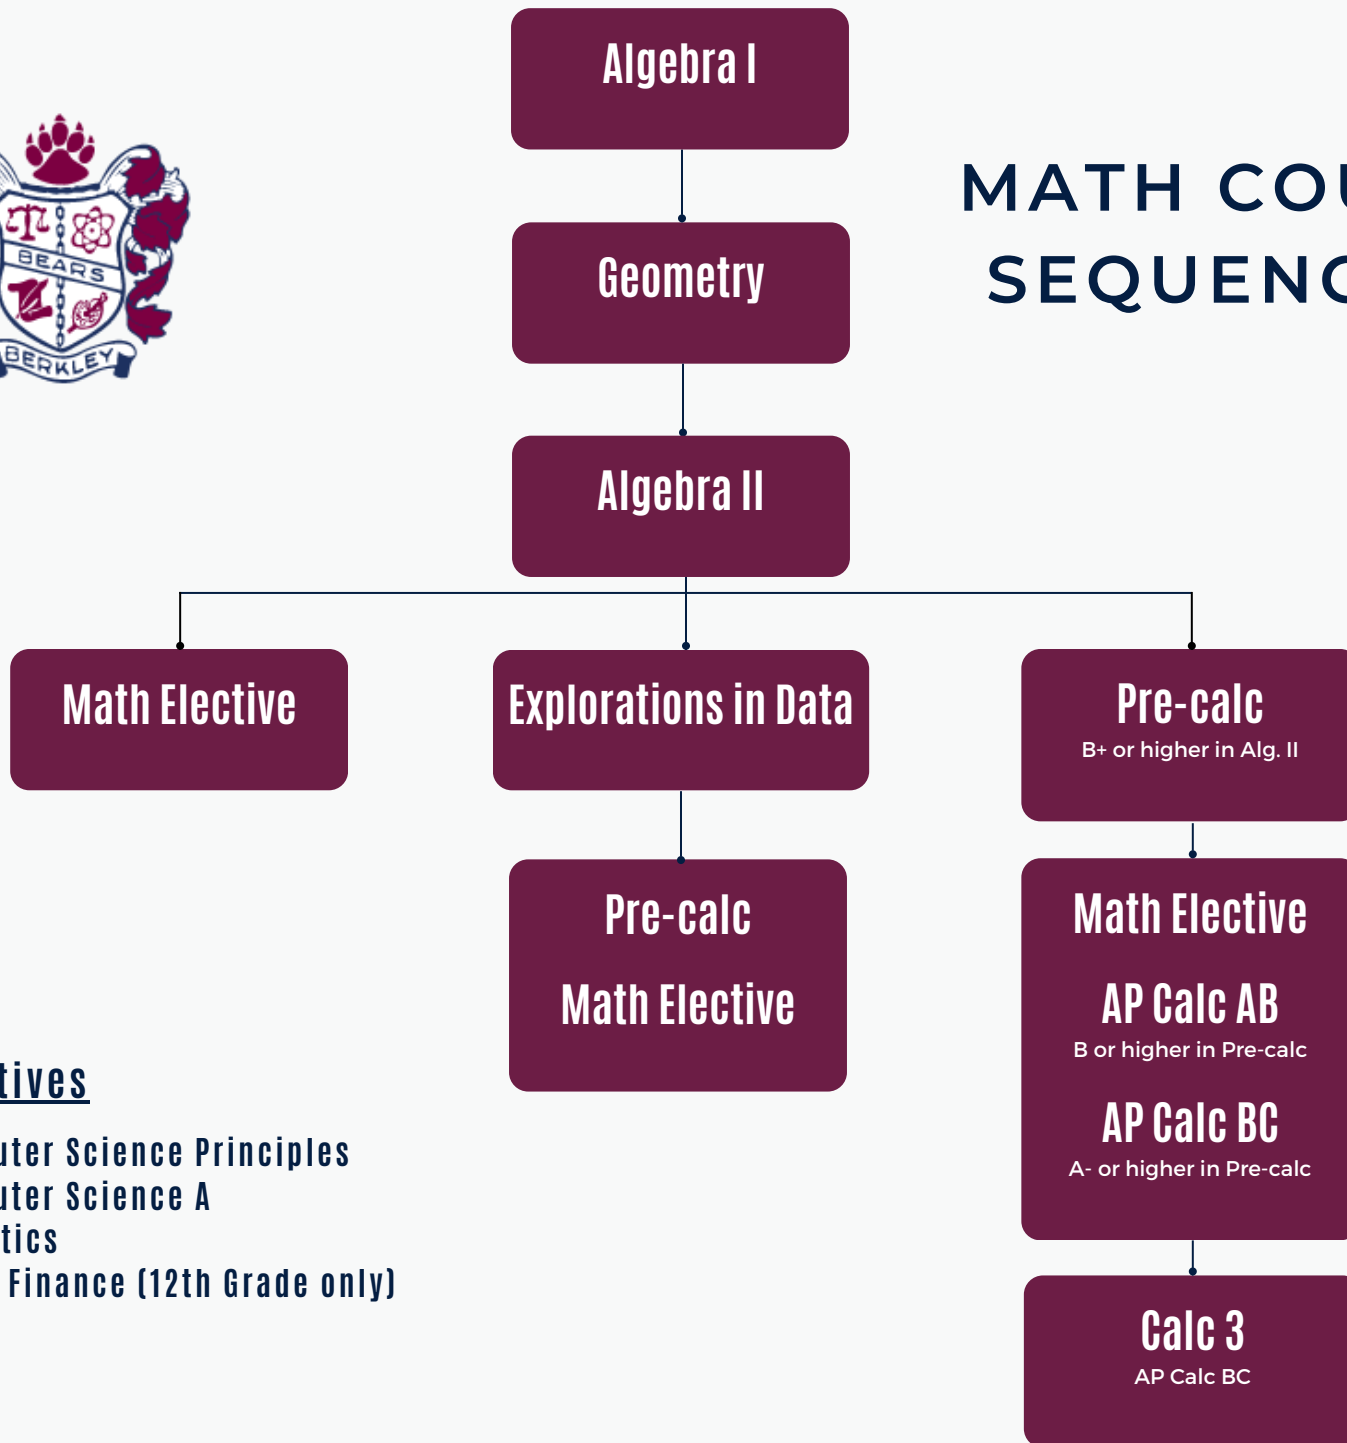 Algebra I
MATH COU
SEQUENC
BEARS
BERKLEY
Geometry
Algebra II
Math Elective
Explorations in Data
Pre-calc
B+ or higher in Alg. II
Pre-calc
Math Elective
Math Elective
AP Calc AB
B or higher in Pre-calc
AP Calc BC
A- or higher in Pre-calc
tives
uter Science Principles
uter Science A
tics
Finance (12th Grade only)
Calc 3
AP Calc BC